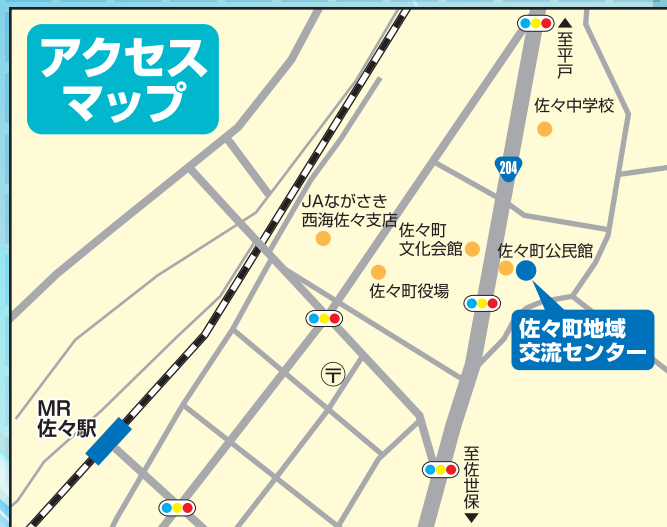 アクセス
マップ
▲
至平戸
佐々中学校
204
JAながさき
西海佐々支店
佐々町
文化会館
佐々町公民館
佐々町役場
佐々町地域
交流センター
〒
MR
佐々駅
至佐世保
▼